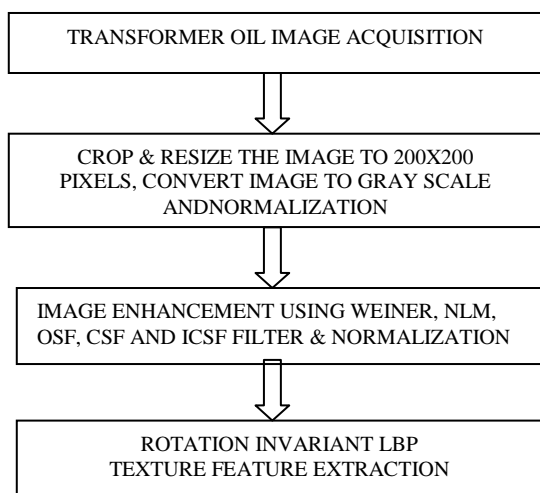 TRANSFORMER OIL IMAGE ACQUISITION
CROP & RESIZE THE IMAGE TO 200X200
PIXELS, CONVERT IMAGE TO GRAY SCALE
ANDNORMALIZATION
IMAGE ENHANCEMENT USING WEINER, NLM,
OSF, CSF AND ICSF FILTER & NORMALIZATION
ROTATION INVARIANT LBP
TEXTURE FEATURE EXTRACTION